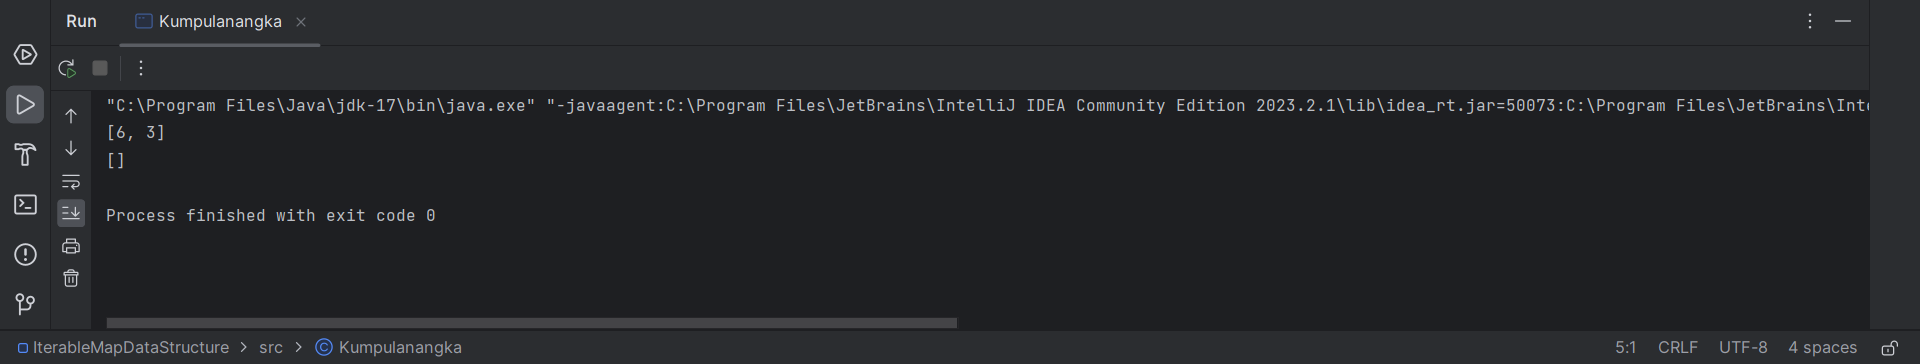 Run Kumpulanangka
"C:\Program Files\Java\jdk-17\bin\java.exe" "-javaagent:C:\Program Files\JetBrains\IntelliJ IDEA Community Edition 2023.2.1\lib\idea_rt.jar=50073:C:\Program Files\JetBrains\Inte
[6, 3]
[]
Process finished with exit code 0
IterableMapDataStructure > src > Kumpulanangka 5:1 CRLF UTF-8 4 spaces